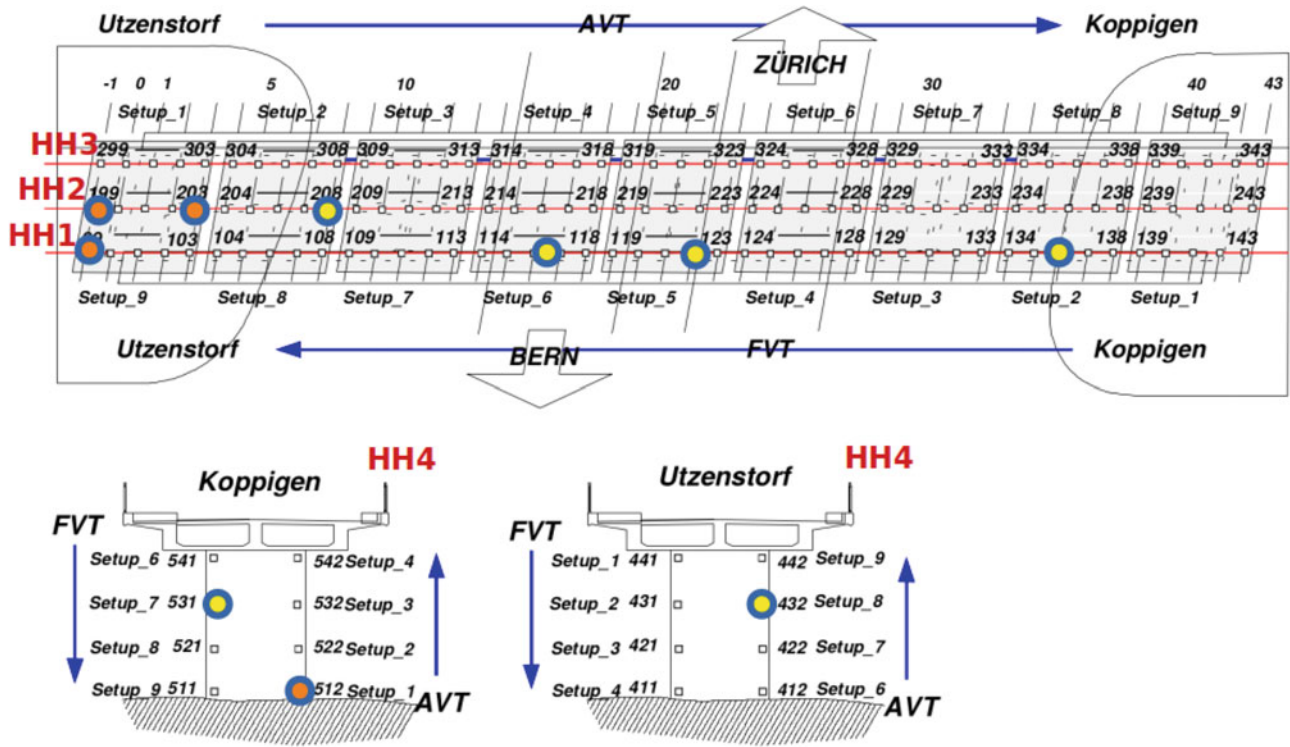 Utzenstorf AVT Koppigen
ZÜRICH
-1 0 1 5 10 20 30 40 43
Setup_1 Setup_2 Setup_3 Setup_4 Setup_5 Setup_6 Setup_7 Setup_8 Setup_9
HH3 299 303 304 308 309 313 314 318 319 323 324 328 329 333 334 338 339 343
HH2 199 203 204 208 209 213 214 218 219 223 224 228 229 233 234 238 239 243
HH1 103 104 108 109 113 114 118 119 123 124 128 129 133 134 138 139 143
Setup_9 Setup_8 Setup_7 Setup_6 Setup_5 Setup_4 Setup_3 Setup_2 Setup_1
Utzenstorf BERN FVT Koppigen
HH4
Koppigen
FVT
Setup_6 541 542 Setup_4
Setup_7 531 532 Setup_3
Setup_8 521 522 Setup_2
Setup_9 511 512 Setup_1
AVT
HH4
Utzenstorf
FVT
Setup_1 441 442 Setup_9
Setup_2 431 432 Setup_8
Setup_3 421 422 Setup_7
Setup_4 411 412 Setup_6
AVT